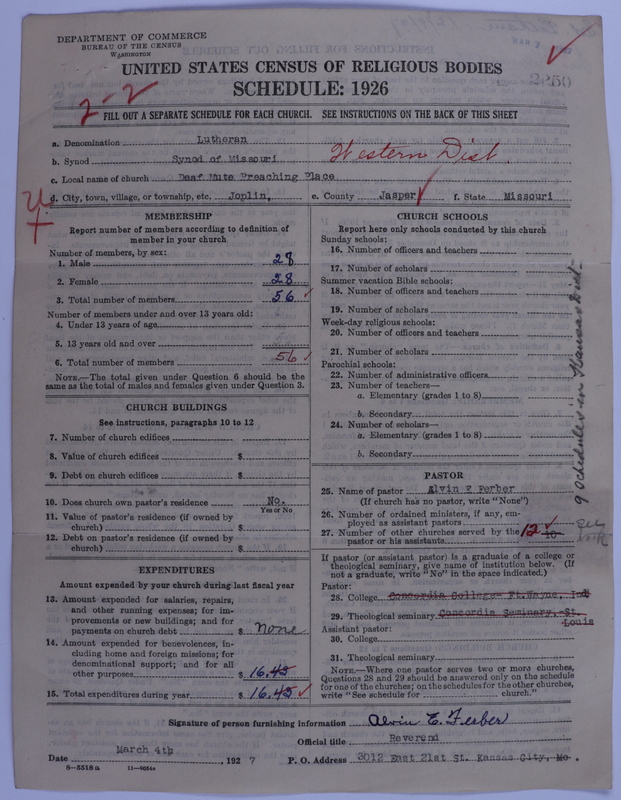 DEPARTMENT OF COMMERCE
BUREAU OF THE CENSUS
WASHINGTON
UNITED STATES CENSUS OF RELIGIOUS BODIES
SCHEDULE: 1926
2-2
FILL OUT A SEPARATE SCHEDULE FOR EACH CHURCH. SEE INSTRUCTIONS ON THE BACK OF THIS SHEET
a. Denomination Lutheran
b. Synod Synod of Missouri Western Dist
c. Local name of church Deaf Mute Preaching Place
d. City, town, village, or township, etc. Joplin, e. County Jasper f. State Missouri
MEMBERSHIP
Report number of members according to definition of
member in your church
Number of members, by sex:
1. Male 28
2. Female 28
3. Total number of members 56
Number of members under and over 13 years old:
4. Under 13 years of age
5. 13 years old and over
6. Total number of members 56
NOTE.—The total given under Question 6 should be the
same as the total of males and females given under Question 3.
CHURCH BUILDINGS
See instructions, paragraphs 10 to 12
7. Number of church edifices
8. Value of church edifices $
9. Debt on church edifices $
10. Does church own pastor's residence No.
Yes or No
11. Value of pastor's residence (if owned by
church) $
12. Debt on pastor's residence (if owned by
church) $
EXPENDITURES
Amount expended by your church during last fiscal year
13. Amount expended for salaries, repairs,
and other running expenses; for im-
provements or new buildings; and for
payments on church debt $ none
14. Amount expended for benevolences, in-
cluding home and foreign missions; for
denominational support; and for all
other purposes $ 16.45
15. Total expenditures during year $ 16.45
CHURCH SCHOOLS
Report here only schools conducted by this church
Sunday schools:
16. Number of officers and teachers
17. Number of scholars
Summer vacation Bible schools:
18. Number of officers and teachers
19. Number of scholars
Week-day religious schools:
20. Number of officers and teachers
21. Number of scholars
Parochial schools:
22. Number of administrative officers
23. Number of teachers—
a. Elementary (grades 1 to 8)
b. Secondary
24. Number of scholars—
a. Elementary (grades 1 to 8)
b. Secondary
9 Schedules in Kansas Dist-
PASTOR
25. Name of pastor Alvin E Ferber
(If church has no pastor, write "None")
26. Number of ordained ministers, if any, em-
ployed as assistant pastors
27. Number of other churches served by the 12 10
pastor or his assistants
If pastor (or assistant pastor) is a graduate of a college or
theological seminary, give name of institution below. (If
not a graduate, write "No" in the space indicated.)
Pastor:
28. College Concordia College- Ft.Wayne, Ind
29. Theological seminary Concordia Seminary,-St.
Louis
Assistant pastor:
30. College
31. Theological seminary
NOTE.—Where one pastor serves two or more churches,
Questions 28 and 29 should be answered only on the schedule
for one of the churches; on the schedules for the other churches,
write "See schedule for church."
Signature of person furnishing information Alvin E. Ferber
Official title Reverend
Date March 4th, 1927 P. O. Address 3012 East 21st St. Kansas City, Mo.
8-5518 a